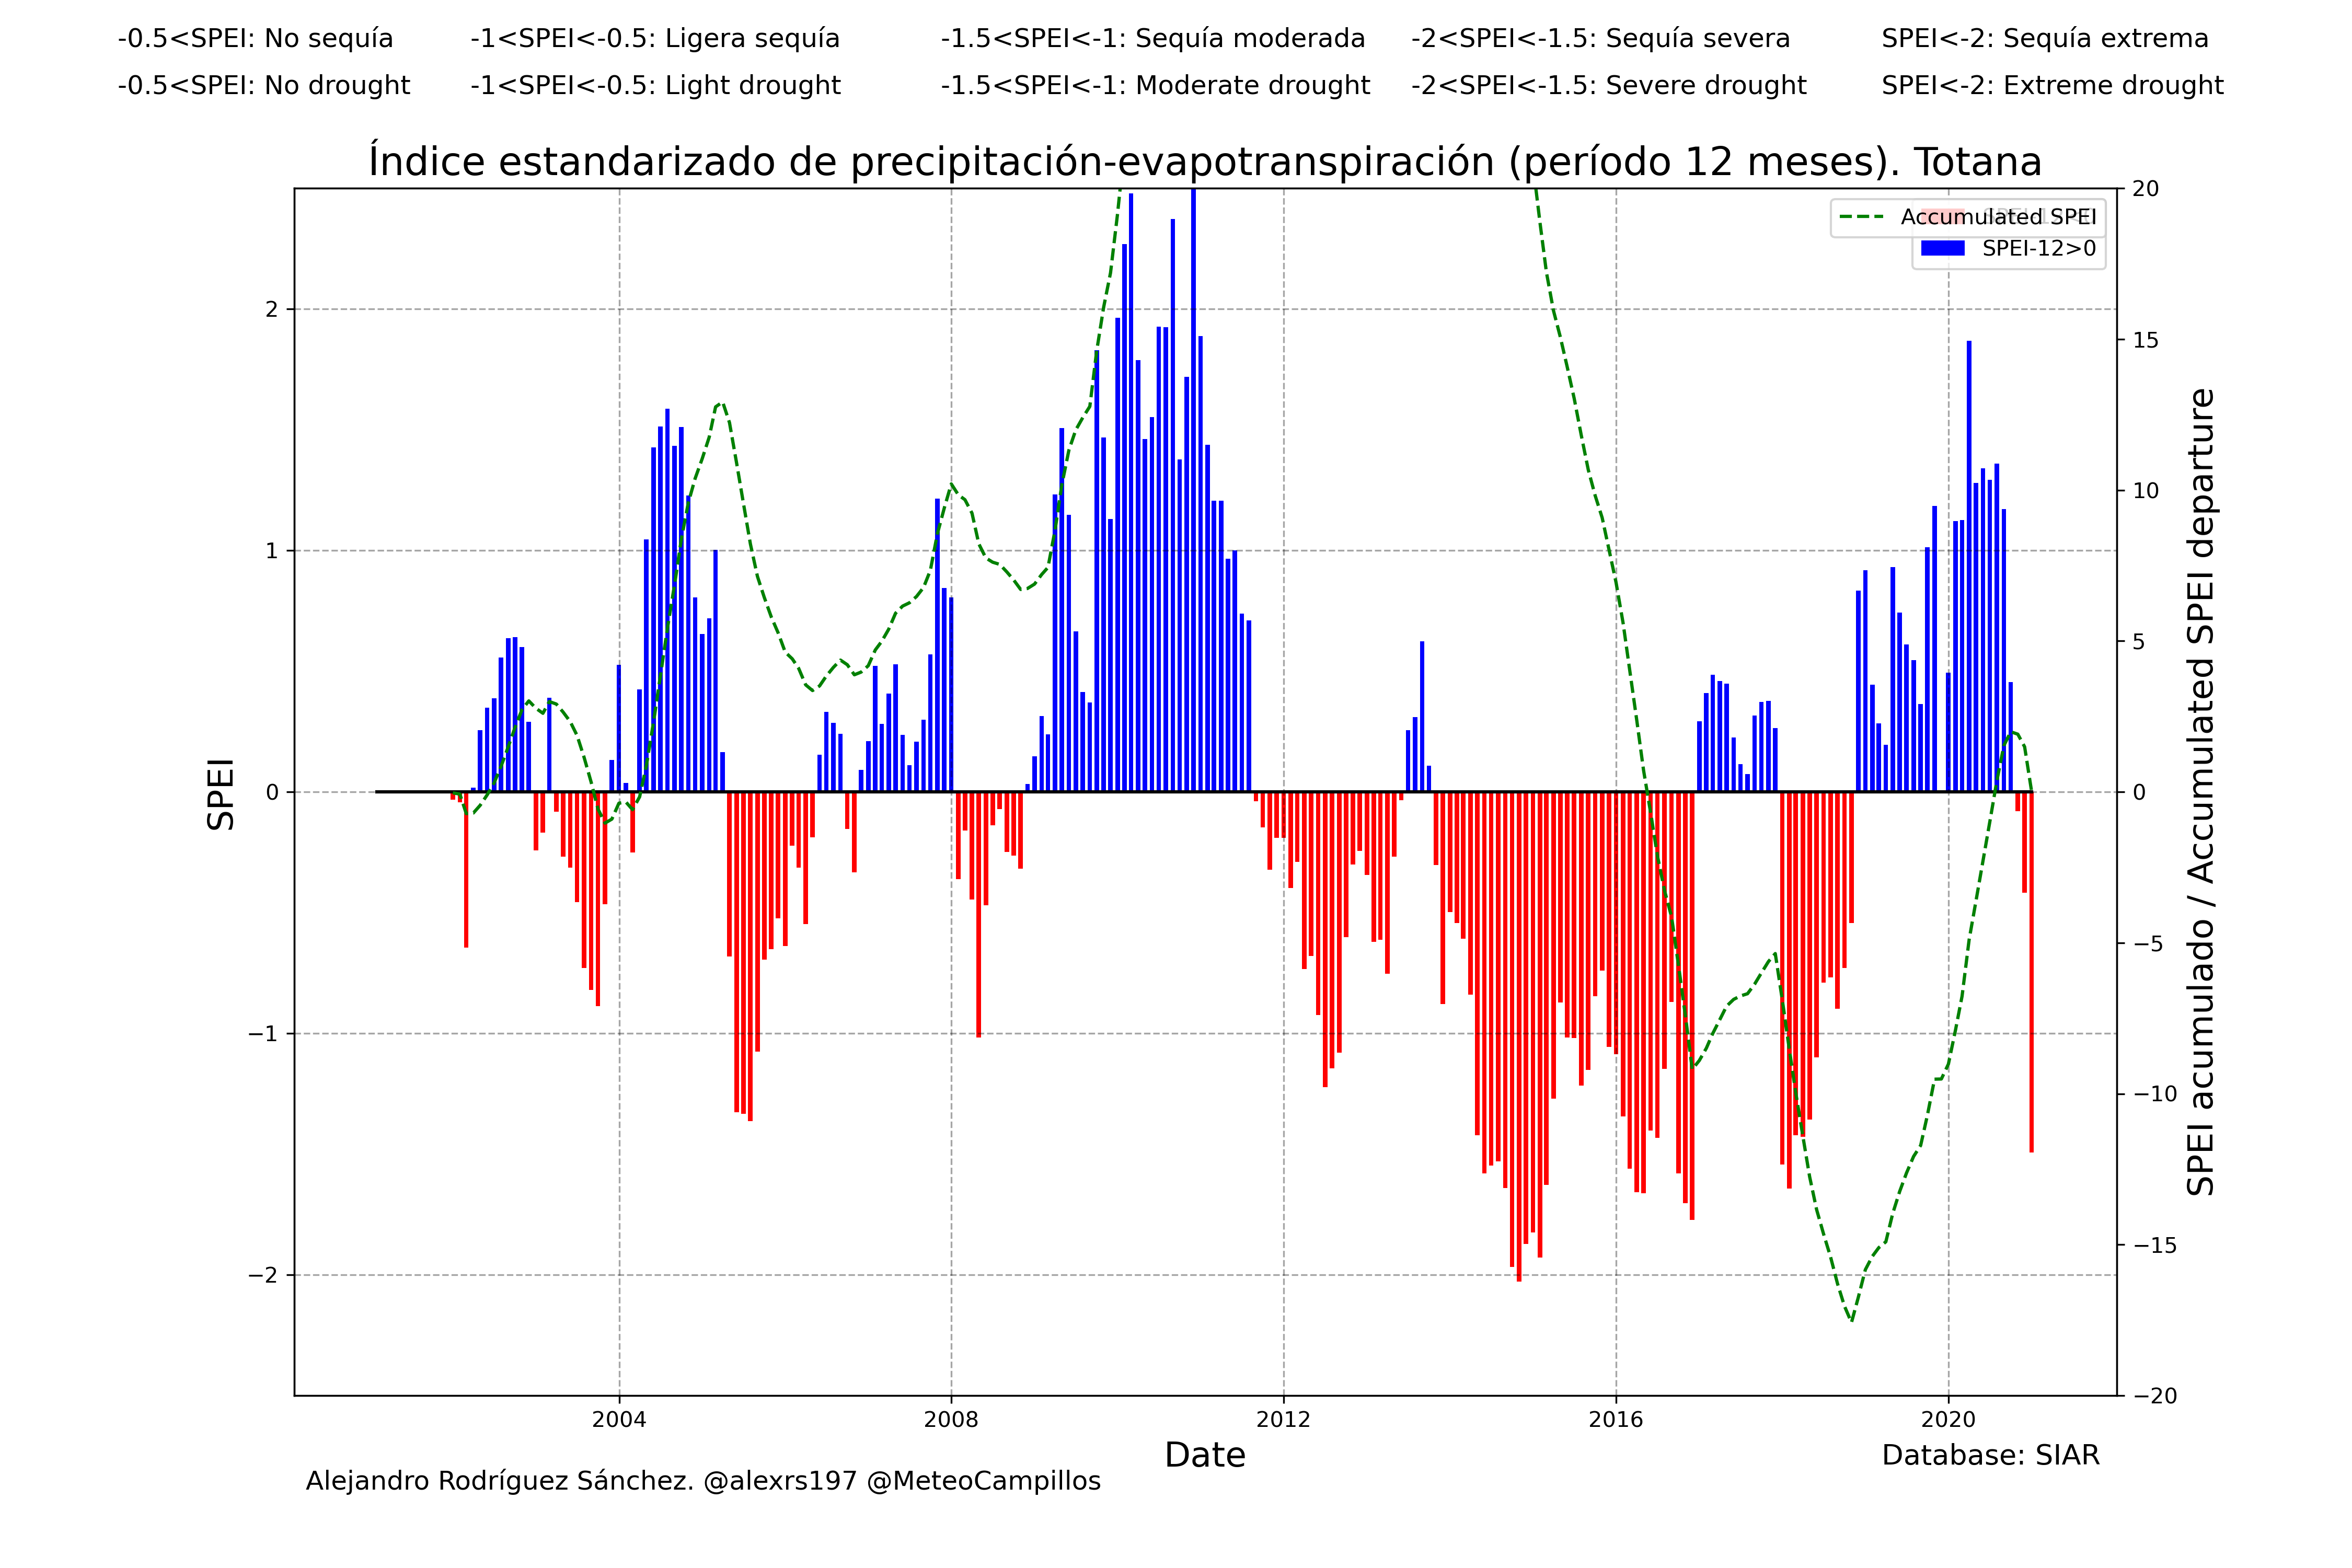 -0.5<SPEI: No sequía -1<SPEI<-0.5: Ligera sequía -1.5<SPEI<-1: Sequía moderada -2<SPEI<-1.5: Sequía severa SPEI<-2: Sequía extrema
-0.5<SPEI: No drought -1<SPEI<-0.5: Light drought -1.5<SPEI<-1: Moderate drought -2<SPEI<-1.5: Severe drought SPEI<-2: Extreme drought
Índice estandarizado de precipitación-evapotranspiración (período 12 meses). Totana
Accumulated SPEI
SPEI-12>0
SPEI
2
1
0
−1
−2
20
15
10
5
0
−5
−10
−15
−20
SPEI acumulado / Accumulated SPEI departure
2004 2008 2012 2016 2020
Date
Database: SIAR
Alejandro Rodríguez Sánchez. @alexrs197 @MeteoCampillos